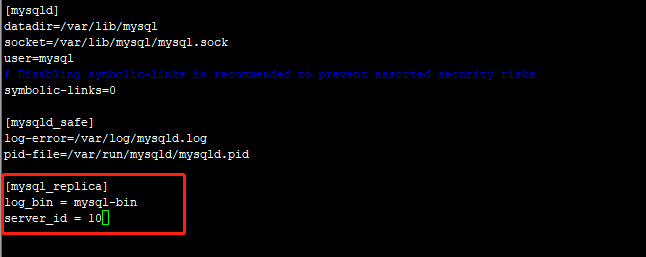 [mysqld]
datadir=/var/lib/mysql
socket=/var/lib/mysql/mysql.sock
user=mysql
# Disabling symbolic-links is recommended to prevent assorted security risks
symbolic-links=0
[mysqld_safe]
log-error=/var/log/mysqld.log
pid-file=/var/run/mysqld/mysqld.pid
[mysql_replica]
log_bin = mysql-bin
server_id = 10